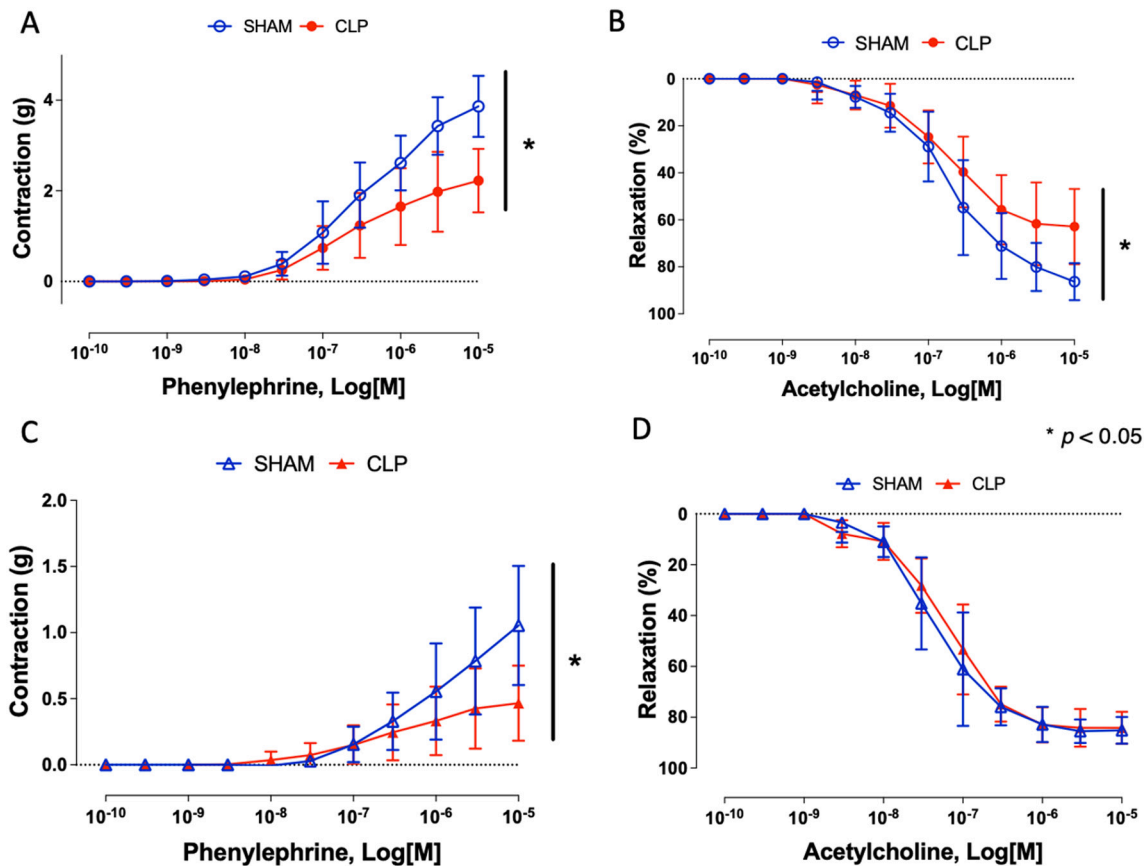 A
SHAM CLP
Contraction (g)
4
2
0
*
10-10 10-9 10-8 10-7 10-6 10-5
Phenylephrine, Log[M]
B
SHAM CLP
Relaxation (%)
0
20
40
60
80
100
*
10-10 10-9 10-8 10-7 10-6 10-5
Acetylcholine, Log[M]
C
SHAM CLP
Contraction (g)
2.0
1.5
1.0
0.5
0.0
*
10-10 10-9 10-8 10-7 10-6 10-5
Phenylephrine, Log[M]
D
* p < 0.05
SHAM CLP
Relaxation (%)
0
20
40
60
80
100
10-10 10-9 10-8 10-7 10-6 10-5
Acetylcholine, Log[M]